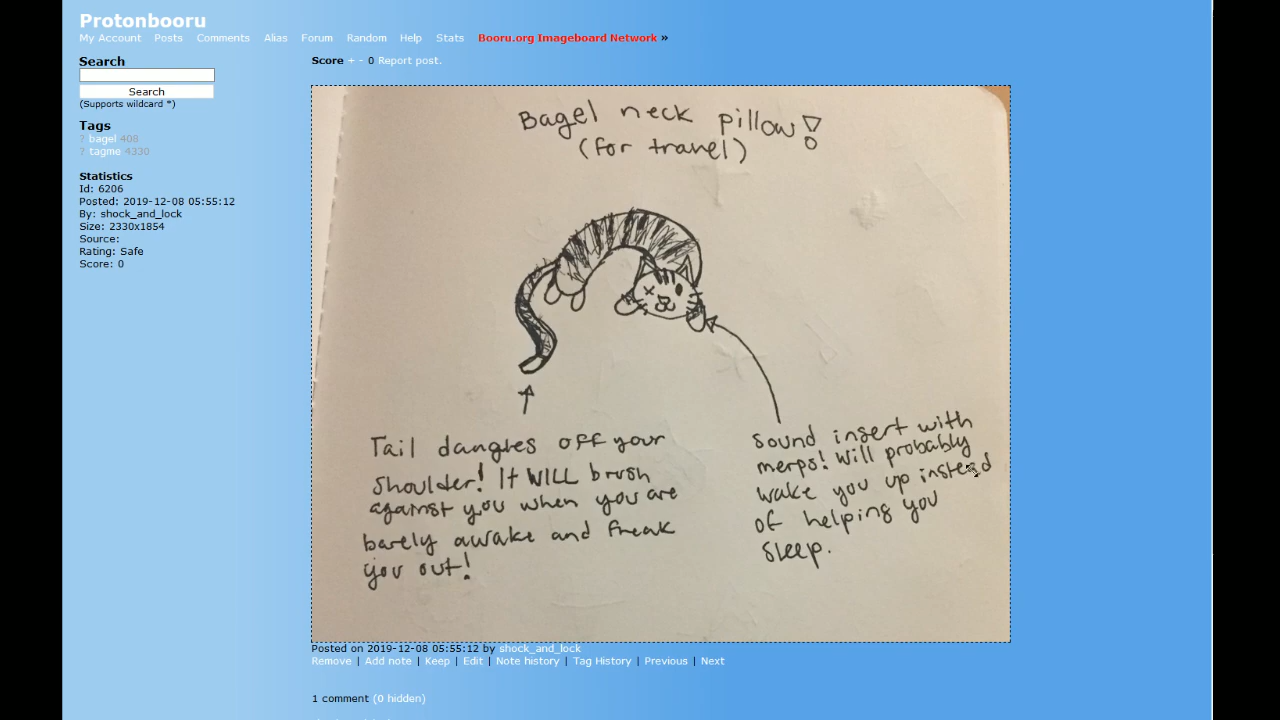 Protonbooru
My Account Posts Comments Alias Forum Random Help Stats Booru.org Imageboard Network »
Search
Search
(Supports wildcard *)
Tags
? bagel 408
? tagme 4330
Statistics
Id: 6206
Posted: 2019-12-08 05:55:12
By: shock_and_lock
Size: 2330x1854
Source:
Rating: Safe
Score: 0
Score + - 0 Report post.
Bagel neck pillow!
(for travel)
Tail dangles off your
shoulder! It WILL brush
against you when you are
barely awake and freak
you out!
Sound insert with
merps! Will probably
wake you up instead
of helping you
sleep.
Posted on 2019-12-08 05:55:12 by shock_and_lock
Remove | Add note | Keep | Edit | Note history | Tag History | Previous | Next
1 comment (0 hidden)